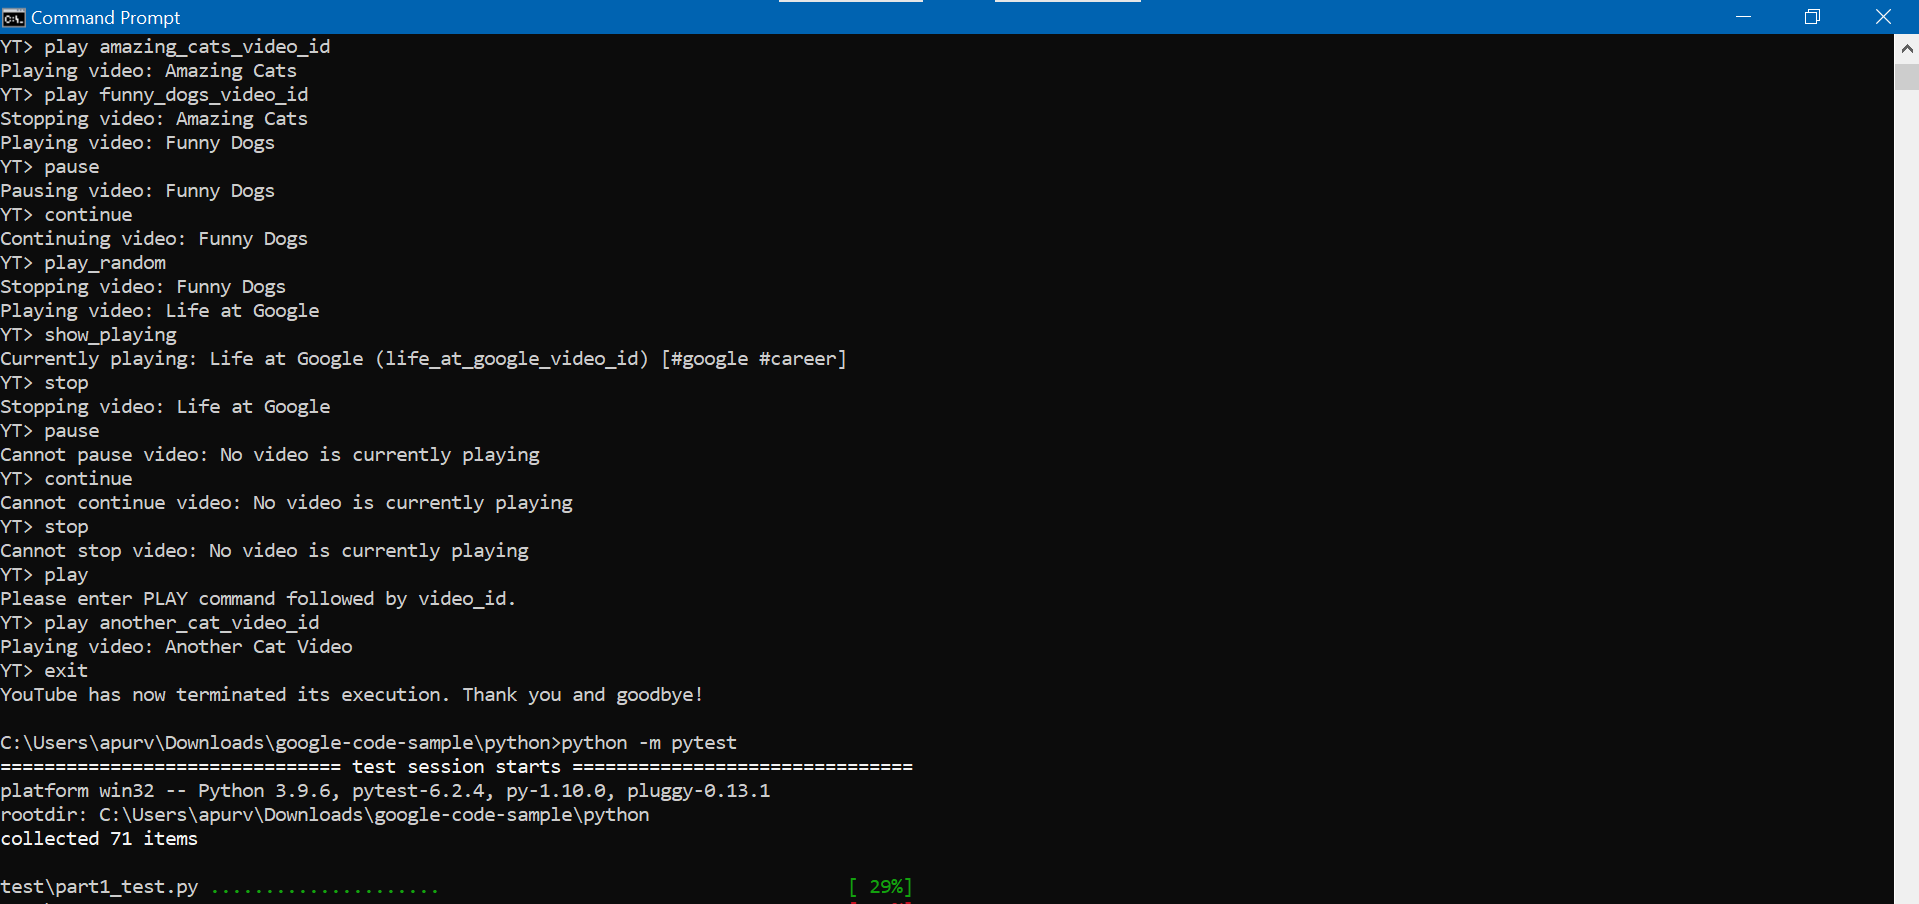 Command Prompt
YT> play amazing_cats_video_id
Playing video: Amazing Cats
YT> play funny_dogs_video_id
Stopping video: Amazing Cats
Playing video: Funny Dogs
YT> pause
Pausing video: Funny Dogs
YT> continue
Continuing video: Funny Dogs
YT> play_random
Stopping video: Funny Dogs
Playing video: Life at Google
YT> show_playing
Currently playing: Life at Google (life_at_google_video_id) [#google #career]
YT> stop
Stopping video: Life at Google
YT> pause
Cannot pause video: No video is currently playing
YT> continue
Cannot continue video: No video is currently playing
YT> stop
Cannot stop video: No video is currently playing
YT> play
Please enter PLAY command followed by video_id.
YT> play another_cat_video_id
Playing video: Another Cat Video
YT> exit
YouTube has now terminated its execution. Thank you and goodbye!
C:\Users\apurv\Downloads\google-code-sample\python>python -m pytest
=============================== test session starts ===============================
platform win32 -- Python 3.9.6, pytest-6.2.4, py-1.10.0, pluggy-0.13.1
rootdir: C:\Users\apurv\Downloads\google-code-sample\python
collected 71 items
test\part1_test.py ..................... [ 29%]